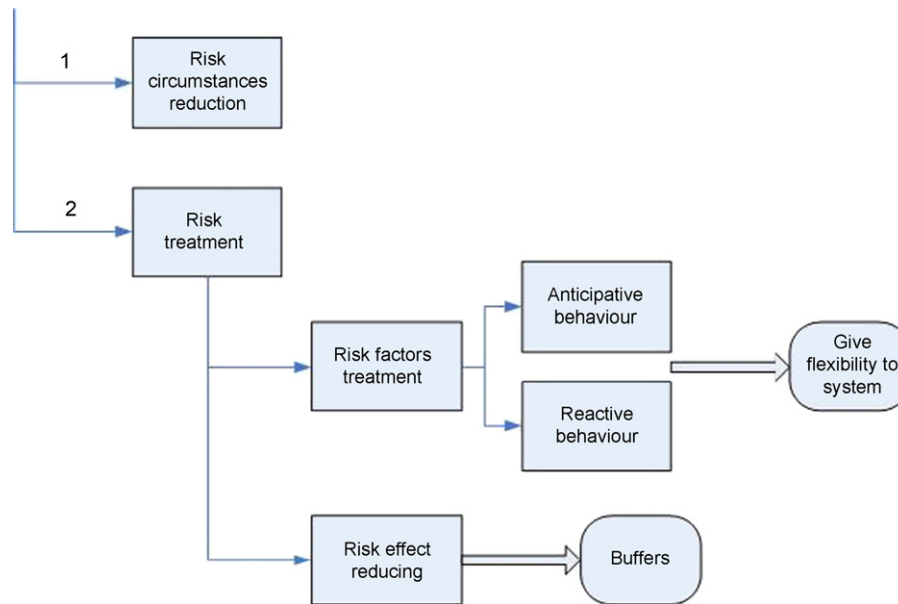 1
Risk
circumstances
reduction
2
Risk
treatment
Risk factors
treatment
Anticipative
behaviour
Reactive
behaviour
Give
flexibility to
system
Risk effect
reducing
Buffers